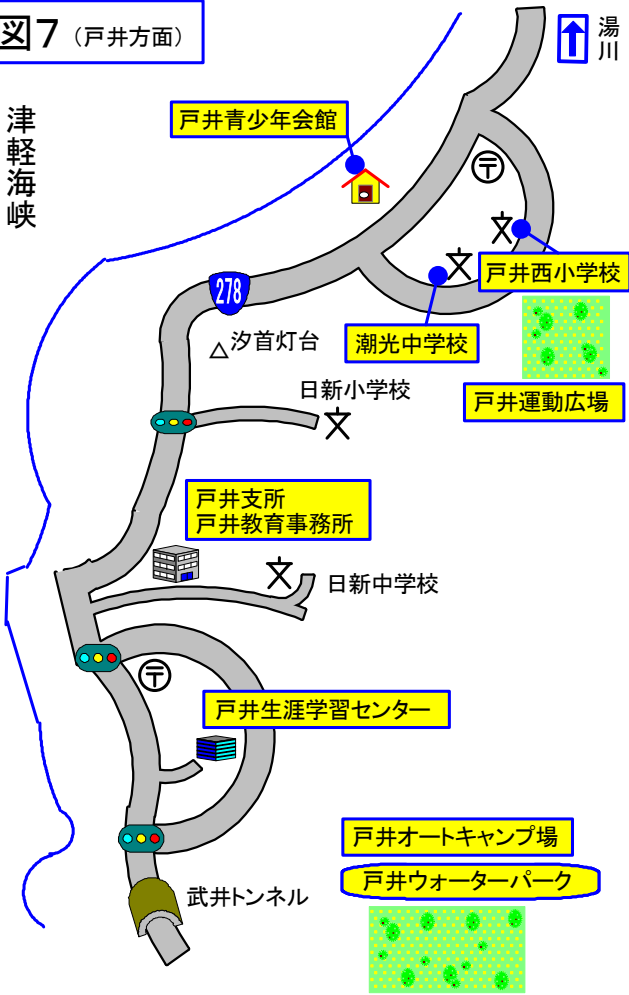 図7 (戸井方面)
湯川
津軽海峡
戸井青少年会館
〒
文
戸井西小学校
文
278
汐首灯台
潮光中学校
日新小学校
文
戸井運動広場
戸井支所
戸井教育事務所
文
日新中学校
〒
戸井生涯学習センター
戸井オートキャンプ場
戸井ウォーターパーク
武井トンネル